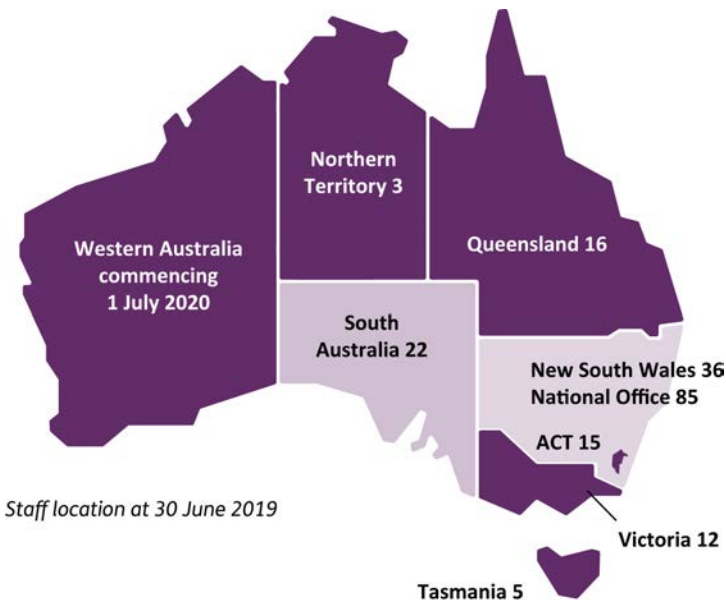 Northern
Territory 3
Western Australia
commencing
1 July 2020
Queensland 16
South
Australia 22
New South Wales 36
National Office 85
ACT 15
Staff location at 30 June 2019
Victoria 12
Tasmania 5